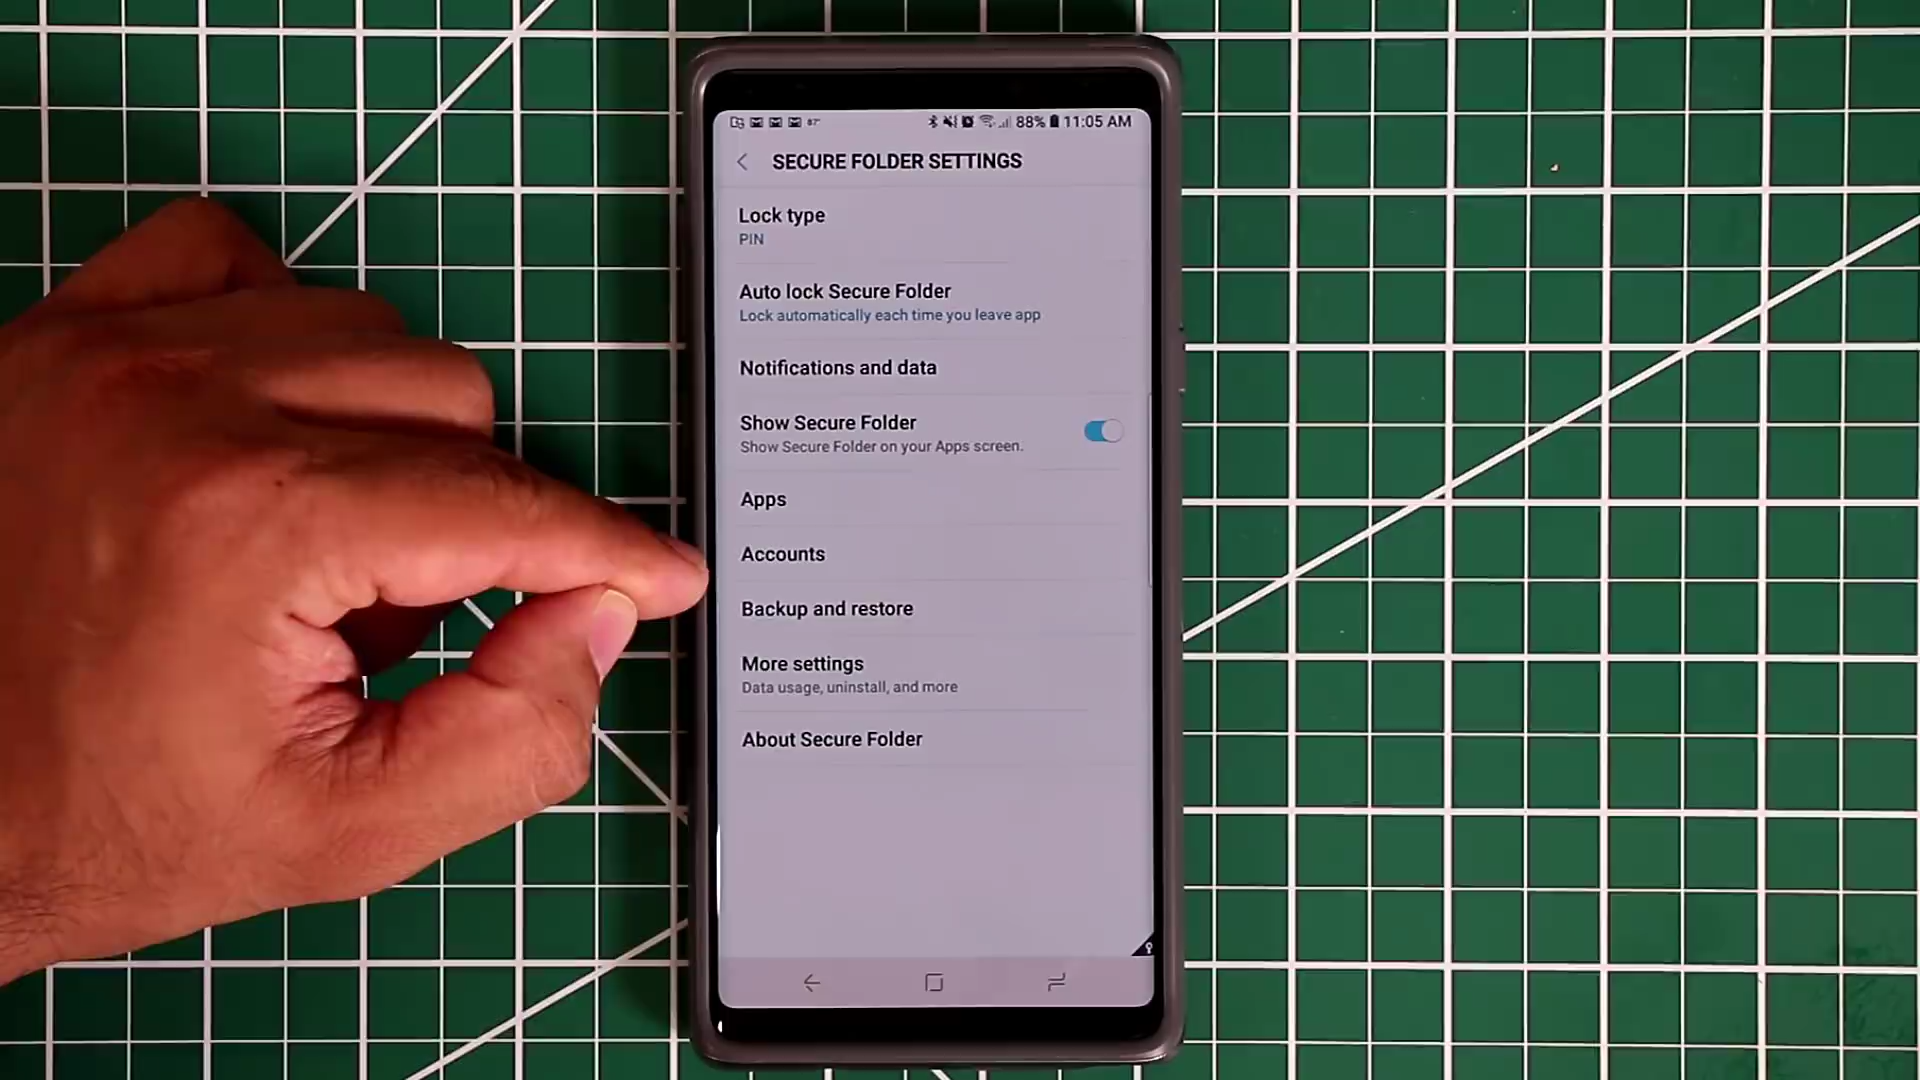 87° 88% 11:05 AM
SECURE FOLDER SETTINGS
Lock type
PIN
Auto lock Secure Folder
Lock automatically each time you leave app
Notifications and data
Show Secure Folder
Show Secure Folder on your Apps screen.
Apps
Accounts
Backup and restore
More settings
Data usage, uninstall, and more
About Secure Folder